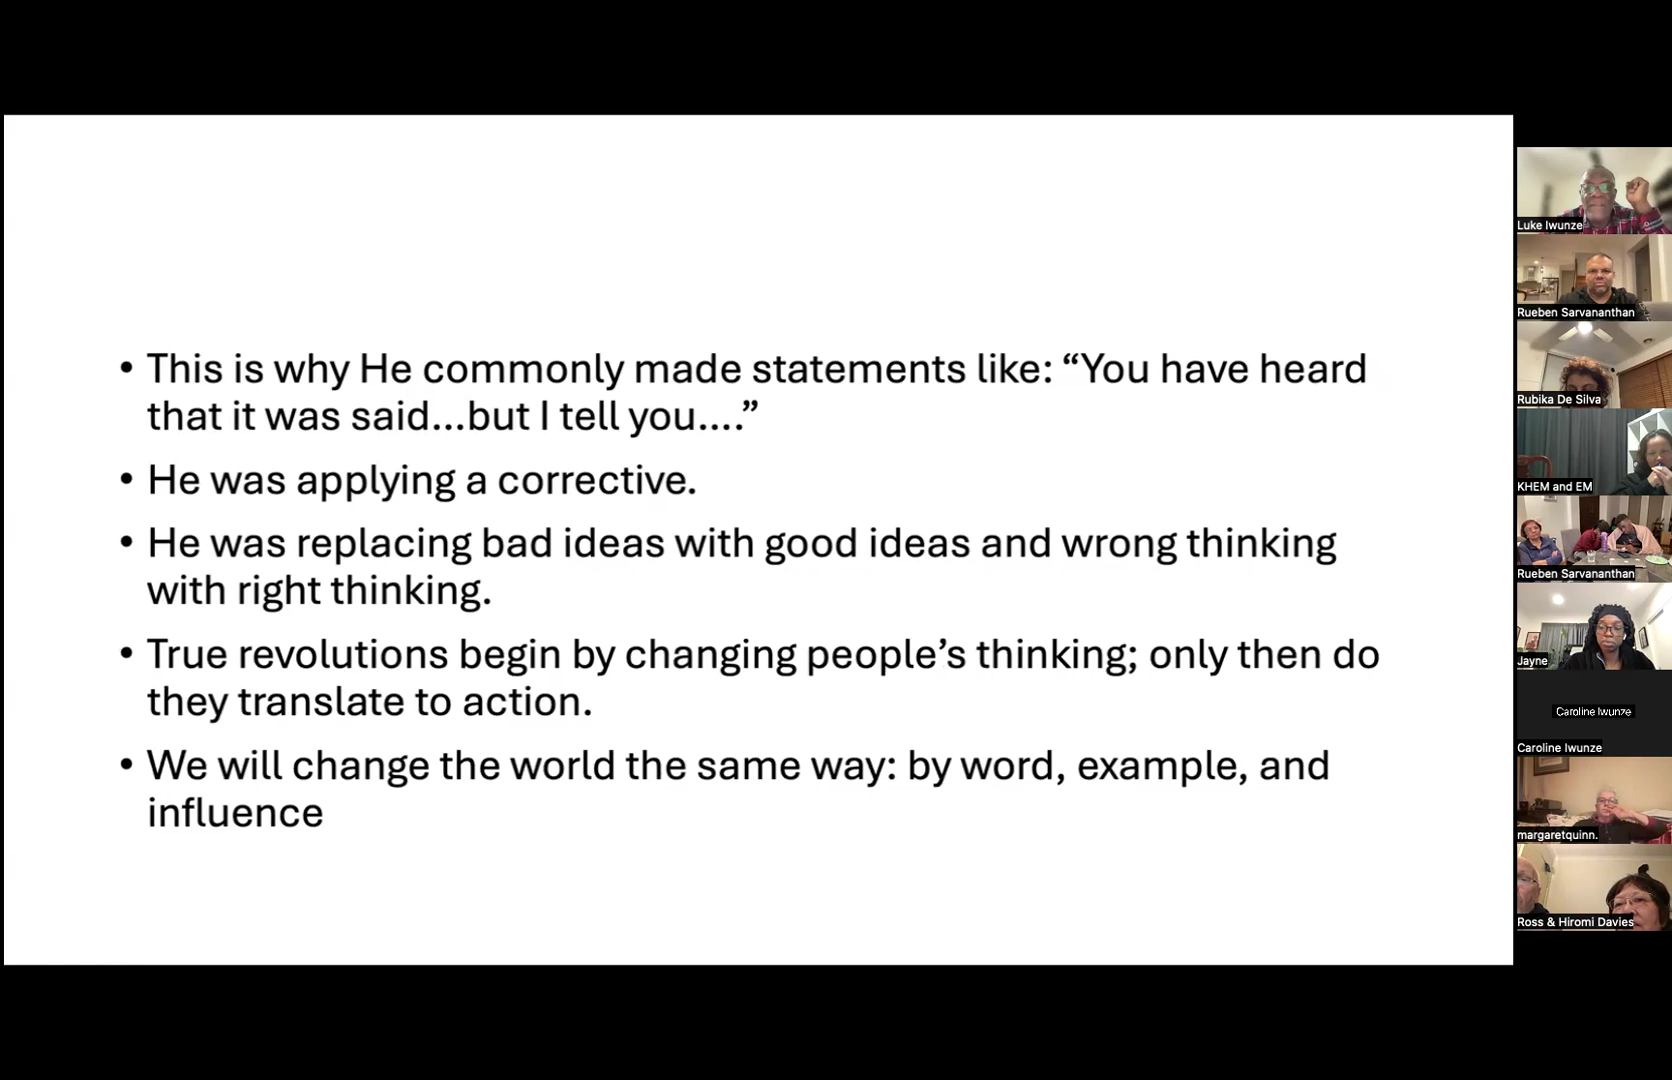 • This is why He commonly made statements like: “You have heard
that it was said...but I tell you....”
• He was applying a corrective.
• He was replacing bad ideas with good ideas and wrong thinking
with right thinking.
• True revolutions begin by changing people’s thinking; only then do
they translate to action.
• We will change the world the same way: by word, example, and
influence
Luke Iwunze
Rueben Sarvananthan
Rubika De Silva
KHEM and EM
Rueben Sarvananthan
Jayne
Caroline Iwunze
Caroline Iwunze
margaretquinn.
Ross & Hiromi Davies